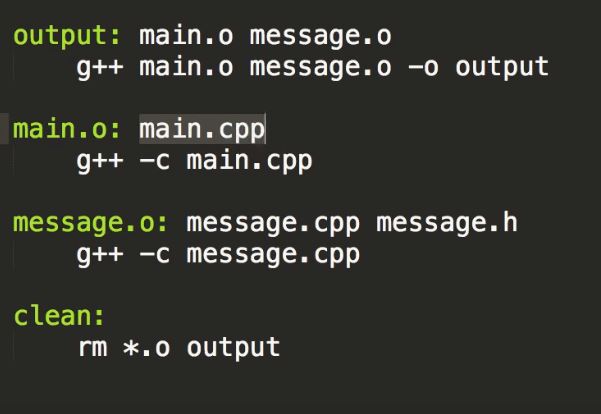 output: main.o message.o
g++ main.o message.o -o output
main.o: main.cpp
g++ -c main.cpp
message.o: message.cpp message.h
g++ -c message.cpp
clean:
rm *.o output